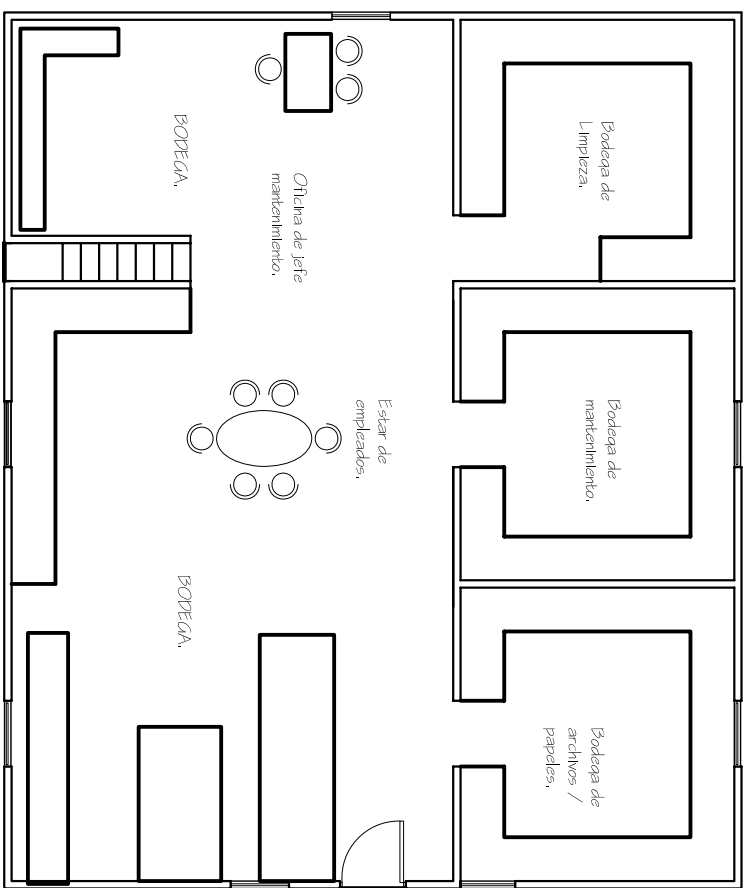 Bodega de
Limpieza.
Bodega de
mantenimiento.
Bodega de
archivos /
papeles.
Estar de
empleados.
Oficina de jefe
mantenimiento.
BODEGA.
BODEGA.